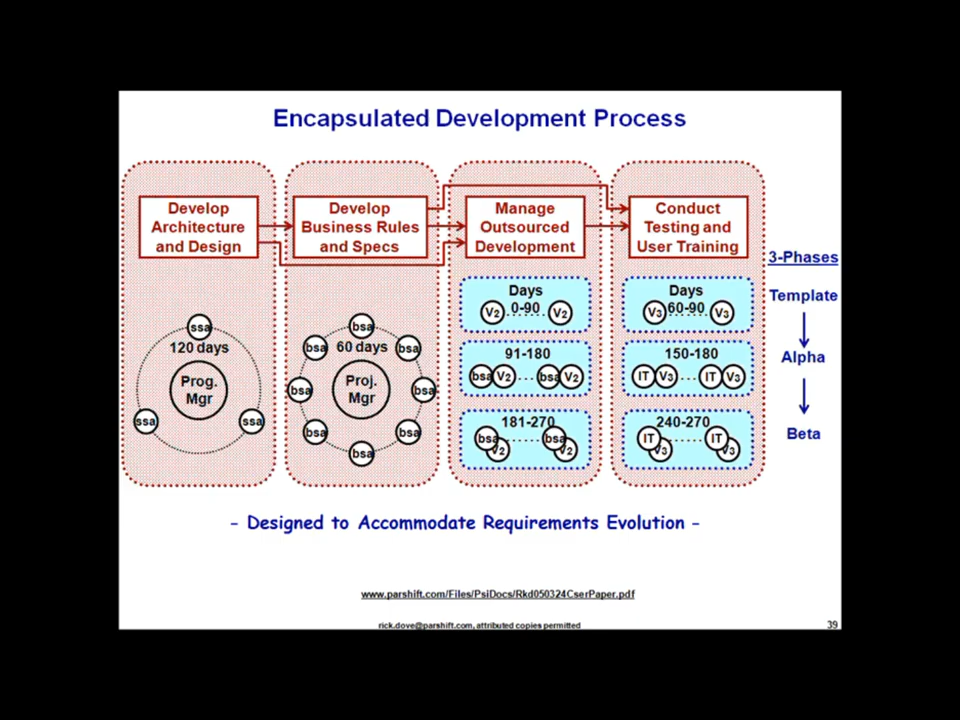 Encapsulated Development Process
Develop
Architecture
and Design
Develop
Business Rules
and Specs
Manage
Outsourced
Development
Conduct
Testing and
User Training
3-Phases
Template
Alpha
Beta
ssa
120 days
Prog.
Mgr
ssa
ssa
bsa
bsa
60 days
bsa
bsa
Proj.
Mgr
bsa
bsa
bsa
bsa
Days
0-90
V2
V2
91-180
bsa V2 bsa V2
181-270
bsa bsa
V2 V2
Days
60-90
V3
V3
150-180
IT V3 IT V3
240-270
IT IT
V3 V3
- Designed to Accommodate Requirements Evolution -
www.parshift.com/Files/PsiDocs/Rkd050324CserPaper.pdf
rick.dove@parshift.com, attributed copies permitted
39